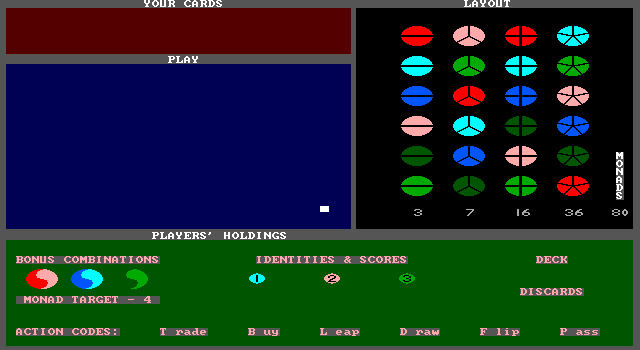 YOUR CARDS
LAYOUT
PLAY
MONADS
3 7 16 36 80
PLAYERS' HOLDINGS
BONUS COMBINATIONS
IDENTITIES & SCORES
DECK
1 2 3
DISCARDS
MONAD TARGET - 4
ACTION CODES: T rade B uy L eap D raw F lip P ass